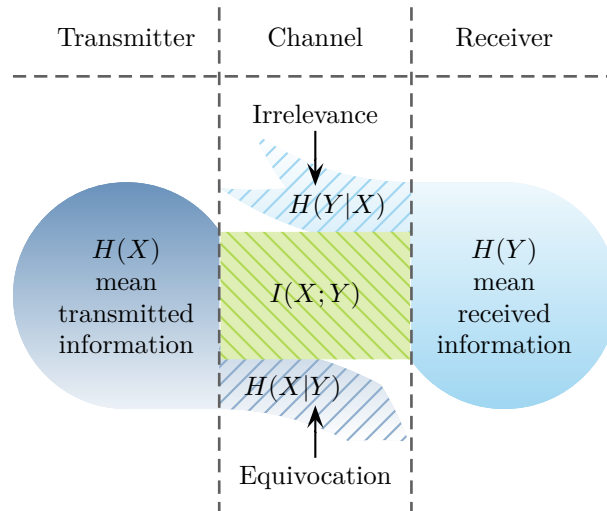 Transmitter
Channel
Receiver
Irrelevance
H(Y|X)
H(X)
mean
transmitted
information
I(X;Y)
H(Y)
mean
received
information
H(X|Y)
Equivocation